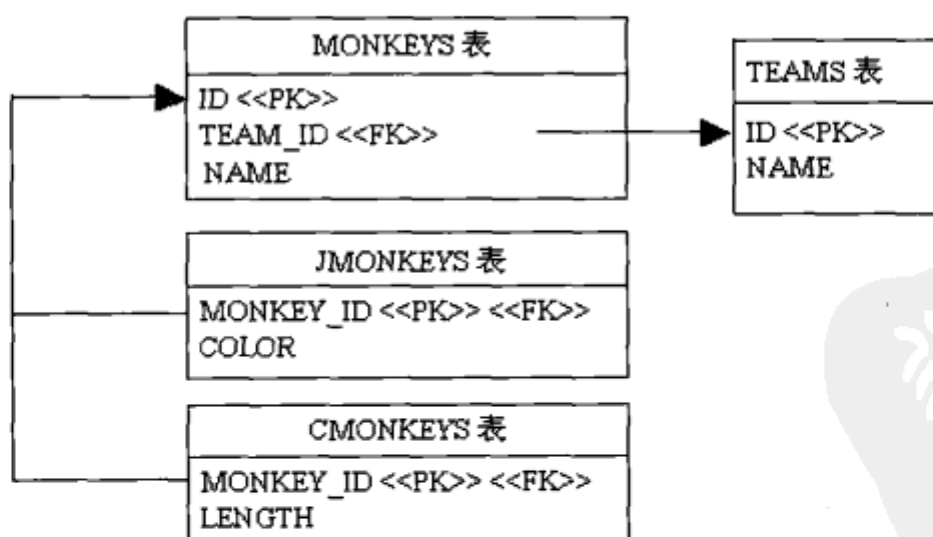 MONKEYS 表
ID <<PK>>
TEAM_ID <<FK>>
NAME
TEAMS 表
ID <<PK>>
NAME
JMONKEYS 表
MONKEY_ID <<PK>> <<FK>>
COLOR
CMONKEYS 表
MONKEY_ID <<PK>> <<FK>>
LENGTH